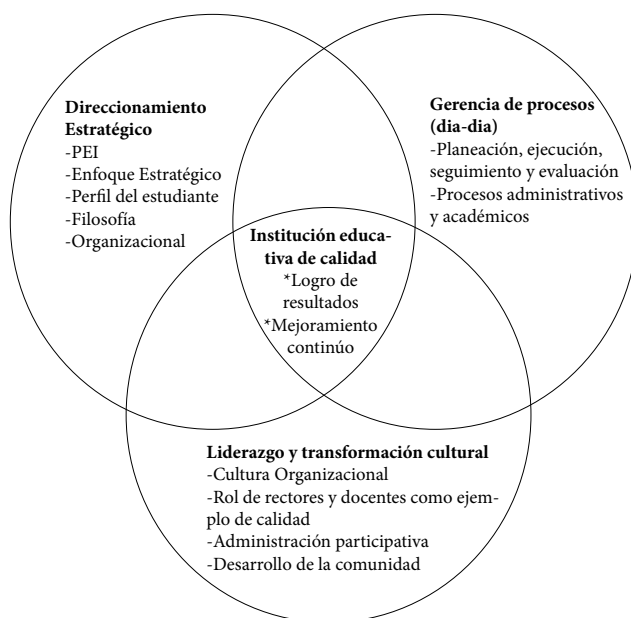 Direccionamiento
Estratégico
-PEI
-Enfoque Estratégico
-Perfil del estudiante
-Filosofía
-Organizacional
Gerencia de procesos
(dia-dia)
-Planeación, ejecución,
seguimiento y evaluación
-Procesos administrativos
y académicos
Institución educa-
tiva de calidad
*Logro de
resultados
*Mejoramiento
continúo
Liderazgo y transformación cultural
-Cultura Organizacional
-Rol de rectores y docentes como ejem-
plo de calidad
-Administración participativa
-Desarrollo de la comunidad